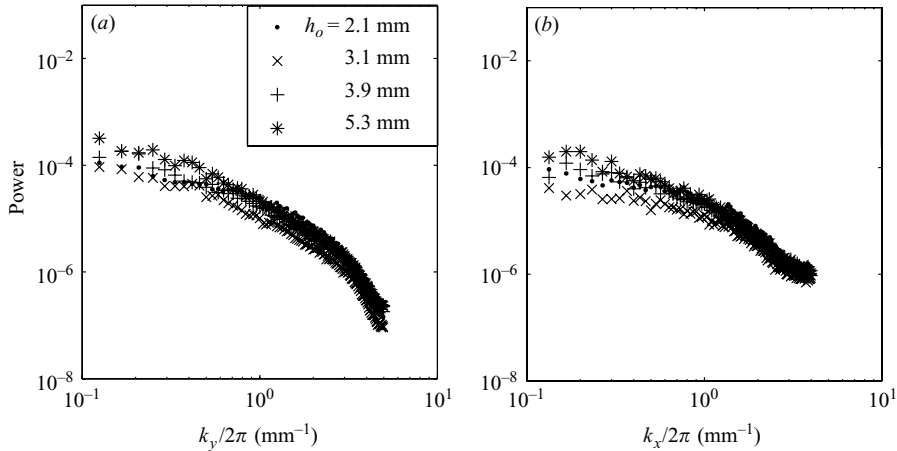 (a)
h_o = 2.1 mm
3.1 mm
3.9 mm
5.3 mm
10^-2
10^-4
10^-6
10^-8
Power
10^-1
10^0
10^1
k_y/2π (mm^-1)
(b)
10^-2
10^-4
10^-6
10^-8
10^-1
10^0
10^1
k_x/2π (mm^-1)